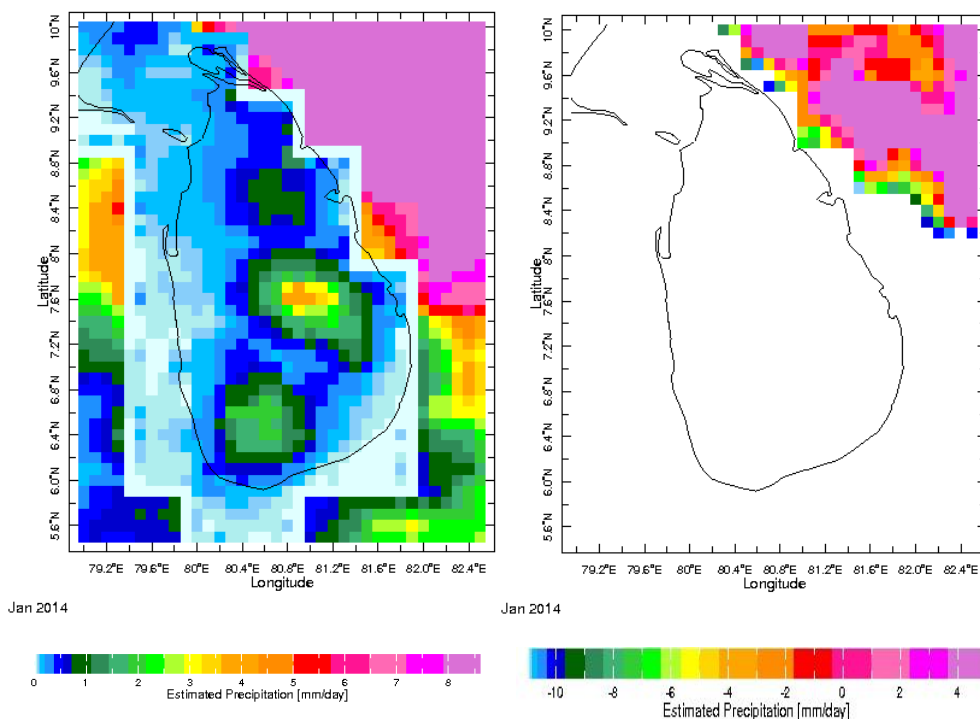 10°N
9.6°N
9.2°N
8.8°N
8.4°N
8.0°N
7.6°N
7.2°N
6.8°N
6.4°N
6.0°N
5.6°N
Latitude
79.2°E 79.6°E 80°E 80.4°E 80.8°E 81.2°E 81.6°E 82.0°E 82.4°E
Longitude
Jan 2014
0 1 2 3 4 5 6 7 8
Estimated Precipitation [mm/day]
10°N
9.6°N
9.2°N
8.8°N
8.4°N
8.0°N
7.6°N
7.2°N
6.8°N
6.4°N
6.0°N
5.6°N
Latitude
79.2°E 79.6°E 80°E 80.4°E 80.8°E 81.2°E 81.6°E 82.0°E 82.4°E
Longitude
Jan 2014
-10 -8 -6 -4 -2 0 2 4
Estimated Precipitation [mm/day]